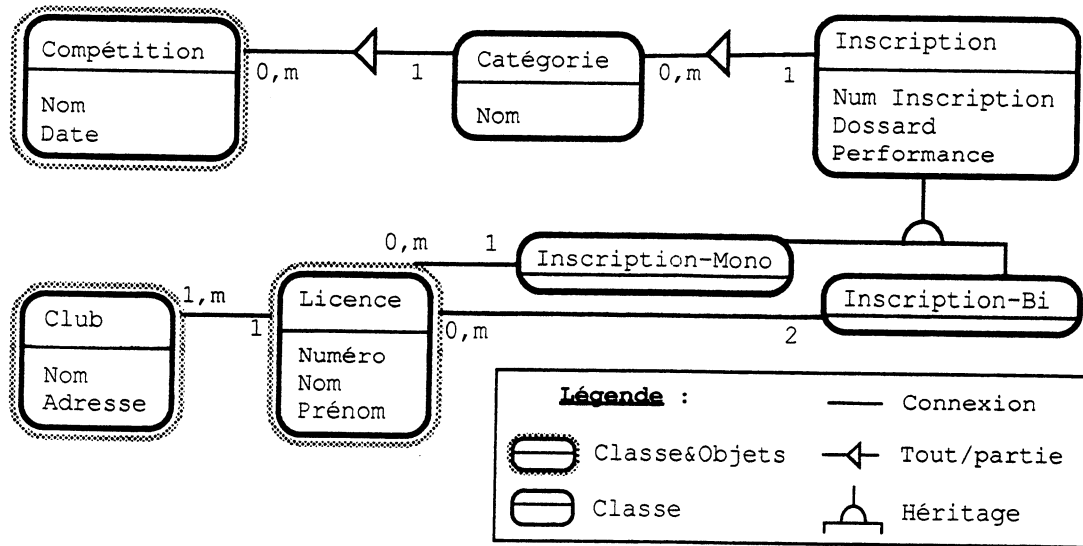 Compétition
Nom
Date
0,m
1
Catégorie
Nom
0,m
1
Inscription
Num Inscription
Dossard
Performance
0,m
1
Inscription-Mono
Inscription-Bi
Club
Nom
Adresse
1,m
1
Licence
Numéro
Nom
Prénom
0,m
2
Légende :
Connexion
Classe&Objets
Tout/partie
Classe
Héritage